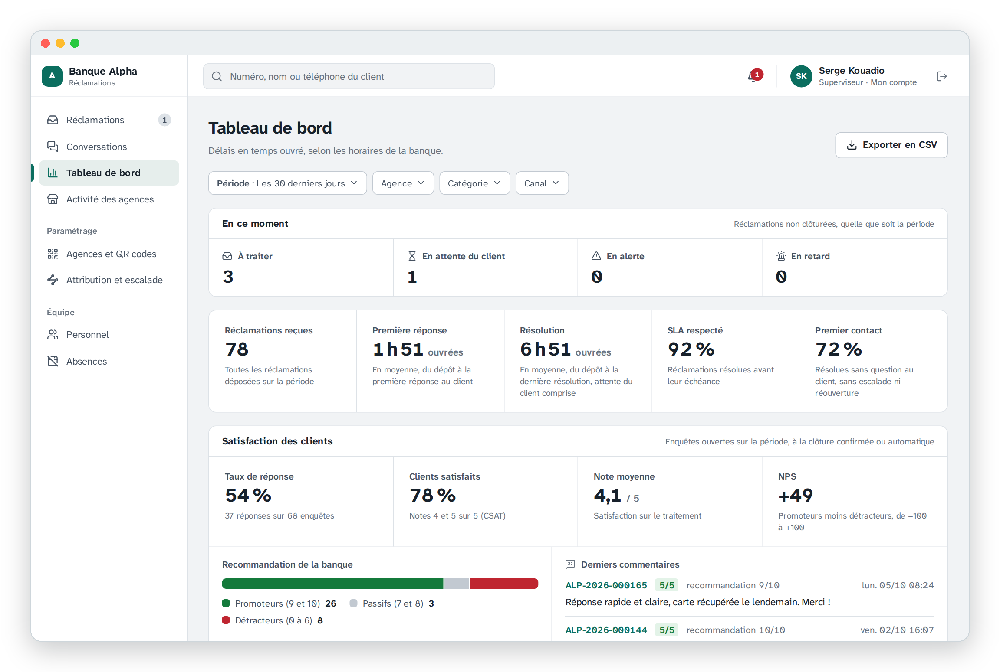 A
Banque Alpha
Réclamations
Numéro, nom ou téléphone du client
1
SK
Serge Kouadio
Superviseur · Mon compte
Réclamations 1
Conversations
Tableau de bord
Activité des agences
Paramétrage
Agences et QR codes
Attribution et escalade
Équipe
Personnel
Absences
Tableau de bord
Délais en temps ouvré, selon les horaires de la banque.
Exporter en CSV
Période : Les 30 derniers jours
Agence
Catégorie
Canal
En ce moment
Réclamations non clôturées, quelle que soit la période
À traiter
3
En attente du client
1
En alerte
0
En retard
0
Réclamations reçues
78
Toutes les réclamations
déposées sur la période
Première réponse
1 h 51 ouvrées
En moyenne, du dépôt à la
première réponse au client
Résolution
6 h 51 ouvrées
En moyenne, du dépôt à la
dernière résolution, attente du
client comprise
SLA respecté
92 %
Réclamations résolues avant
leur échéance
Premier contact
72 %
Résolues sans question au
client, sans escalade ni
réouverture
Satisfaction des clients
Enquêtes ouvertes sur la période, à la clôture confirmée ou automatique
Taux de réponse
54 %
37 réponses sur 68 enquêtes
Clients satisfaits
78 %
Notes 4 et 5 sur 5 (CSAT)
Note moyenne
4,1 / 5
Satisfaction sur le traitement
NPS
+49
Promoteurs moins détracteurs, de −100
à +100
Recommandation de la banque
Promoteurs (9 et 10) 26
Passifs (7 et 8) 3
Détracteurs (0 à 6) 8
Derniers commentaires
ALP-2026-000165 5/5 recommandation 9/10 lun. 05/10 08:24
Réponse rapide et claire, carte récupérée le lendemain. Merci !
ALP-2026-000144 5/5 recommandation 10/10 ven. 02/10 16:07